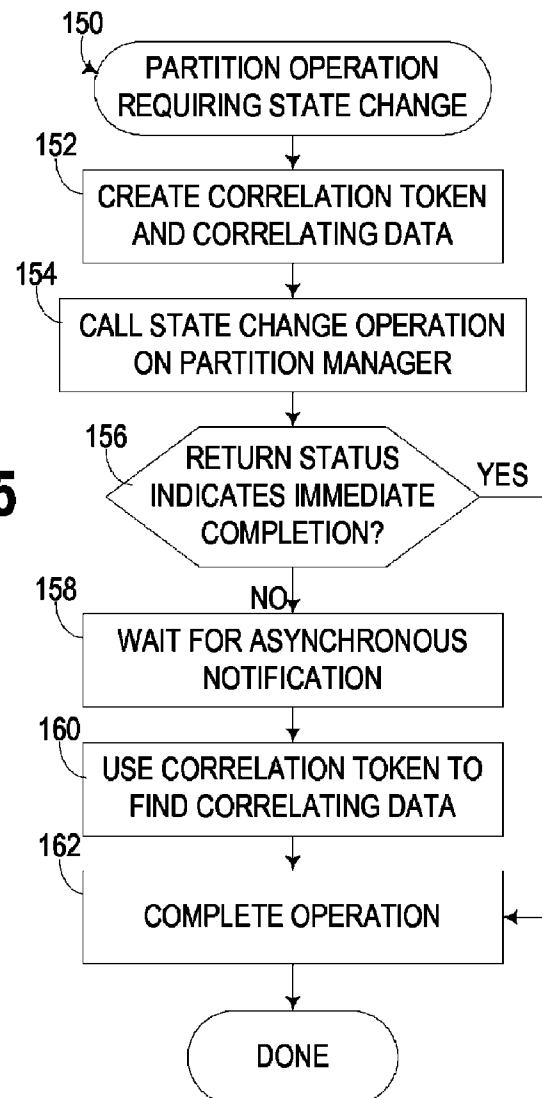 150
PARTITION OPERATION
REQUIRING STATE CHANGE
152
CREATE CORRELATION TOKEN
AND CORRELATING DATA
154
CALL STATE CHANGE OPERATION
ON PARTITION MANAGER
156
RETURN STATUS
INDICATES IMMEDIATE
COMPLETION?
YES
5
NO
158
WAIT FOR ASYNCHRONOUS
NOTIFICATION
160
USE CORRELATION TOKEN TO
FIND CORRELATING DATA
162
COMPLETE OPERATION
DONE